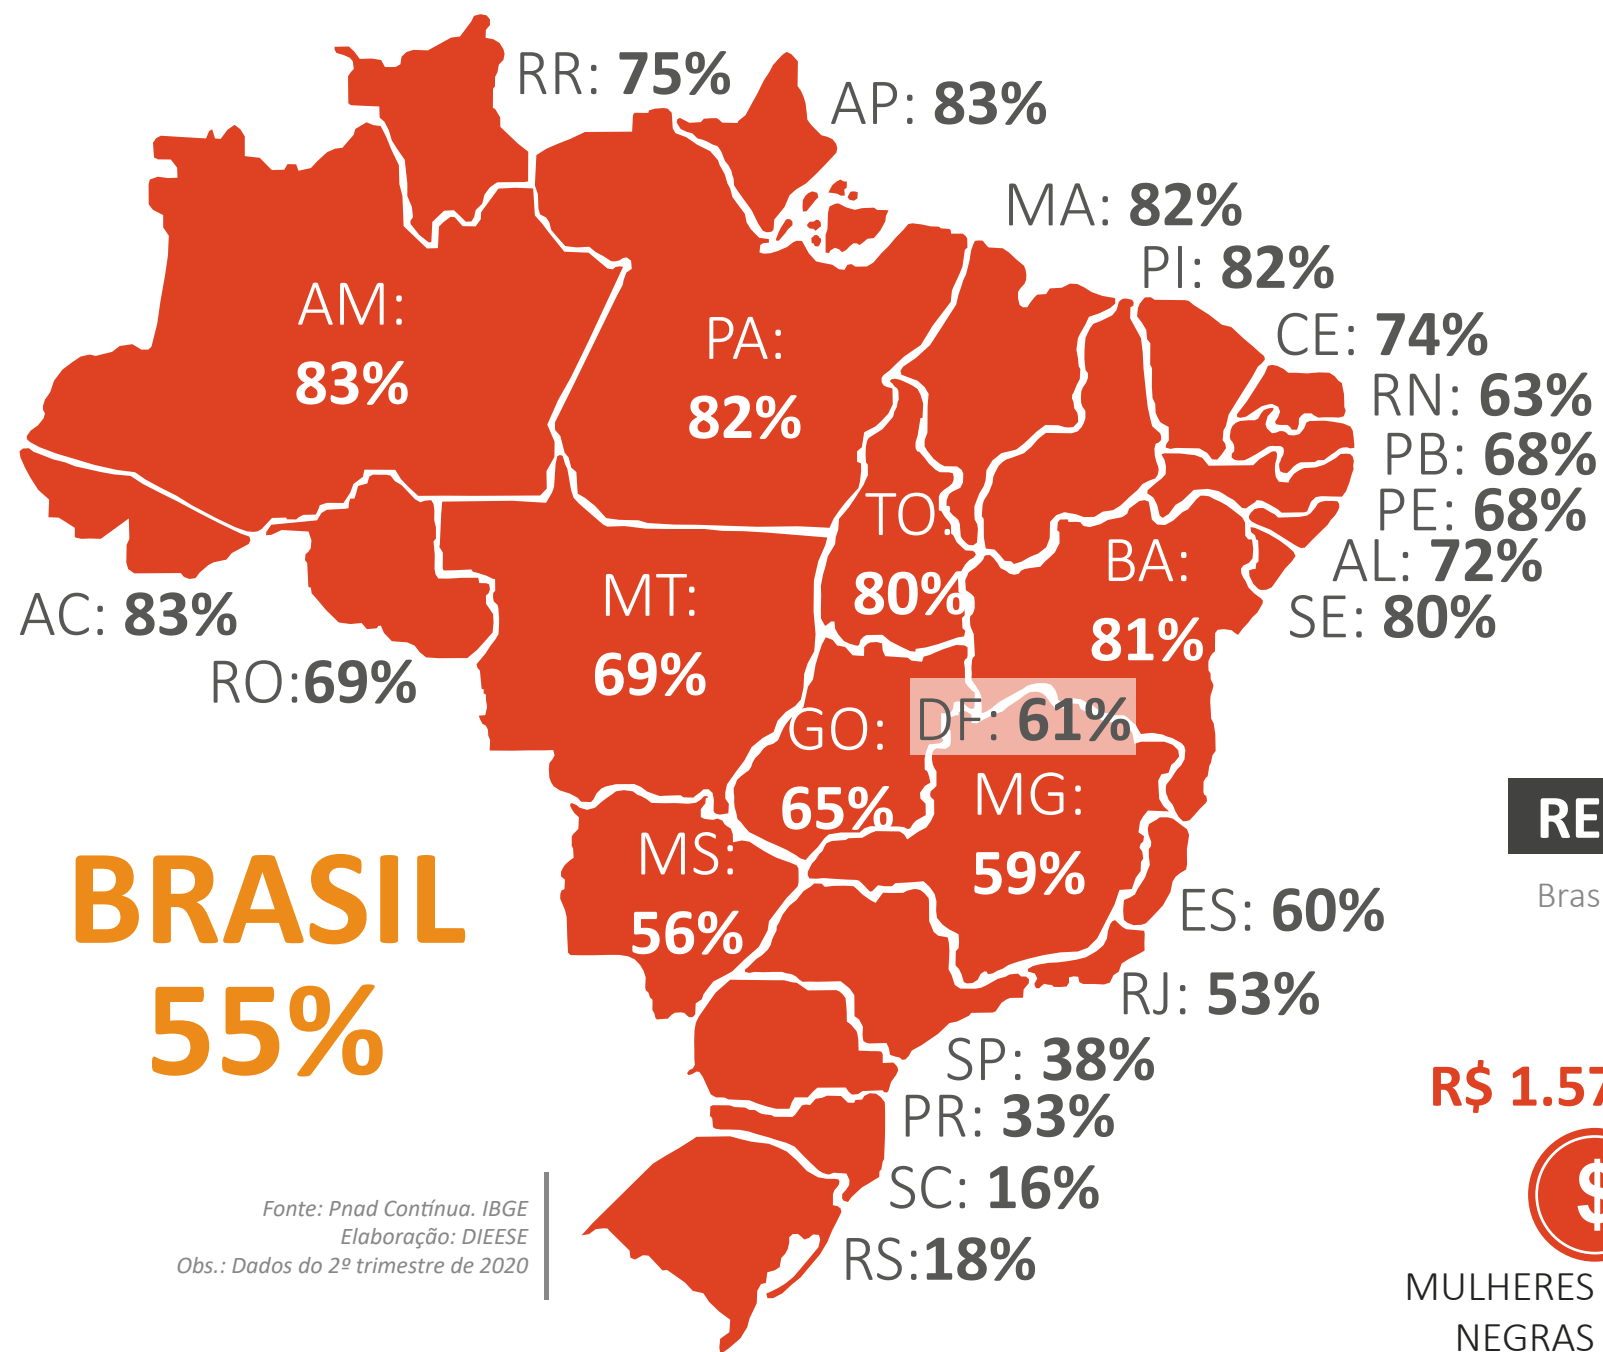 RR: 75%
AP: 83%
MA: 82%
PI: 82%
AM:
83%
PA:
82%
CE: 74%
RN: 63%
PB: 68%
PE: 68%
AL: 72%
SE: 80%
TO:
80%
BA:
81%
MT:
69%
AC: 83%
RO:69%
GO:
65%
DF: 61%
MG:
59%
MS:
56%
BRASIL
55%
ES: 60%
RJ: 53%
SP: 38%
PR: 33%
SC: 16%
RS:18%
Fonte: Pnad Contínua. IBGE
Elaboração: DIEESE
Obs.: Dados do 2º trimestre de 2020
RE
Bras
R$ 1.57
$
MULHERES
NEGRAS